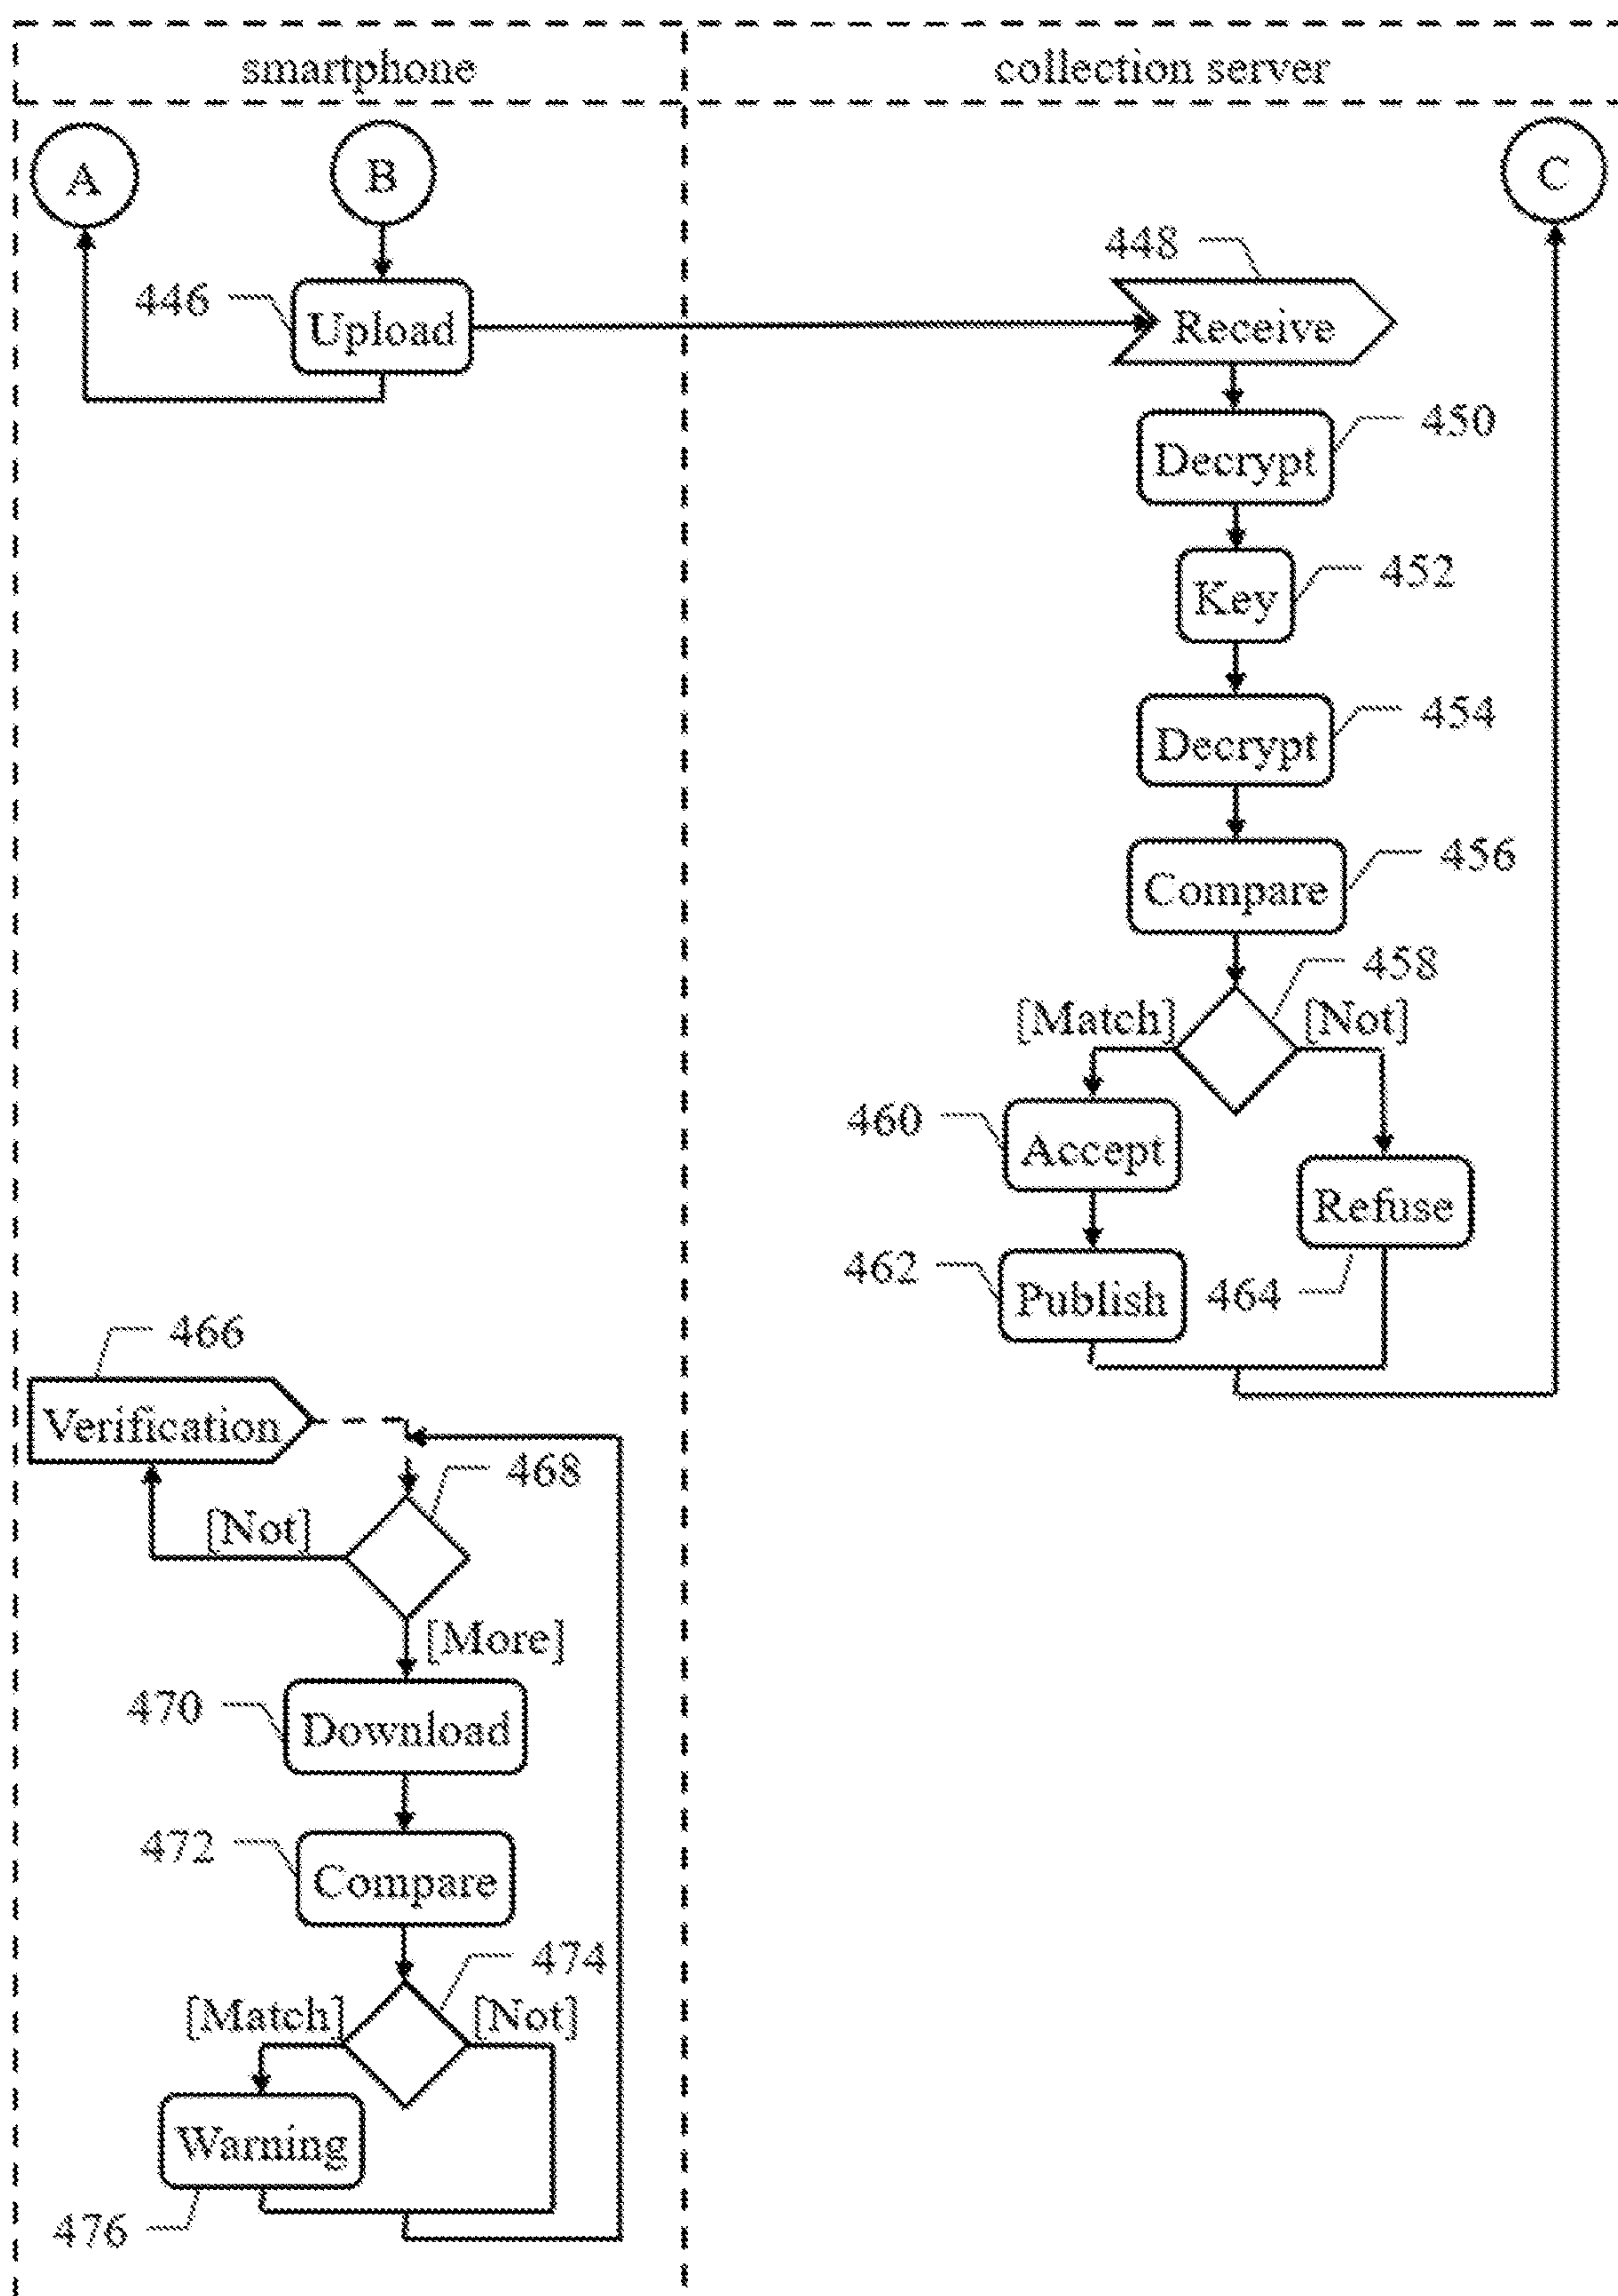 smartphone
collection server
A
B
C
446
Upload
448
Receive
450
Decrypt
452
Key
454
Decrypt
456
Compare
458
[Match]
[Not]
460
Accept
Refuse
462
Publish
464
466
Verification
468
[Not]
[More]
470
Download
472
Compare
474
[Match]
[Not]
Warning
476